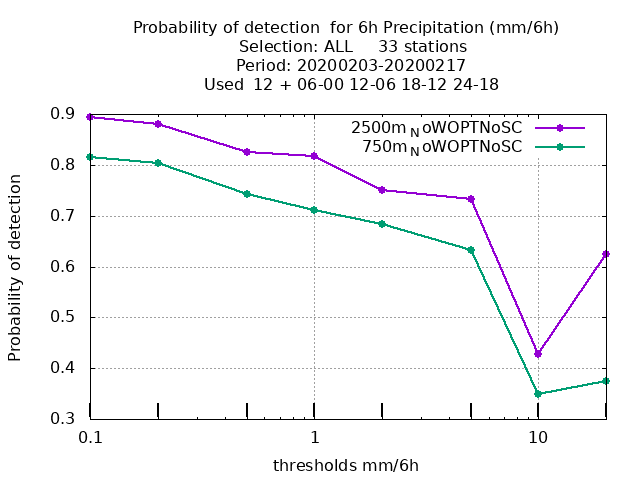 Probability of detection  for 6h Precipitation (mm/6h)
Selection: ALL     33 stations
Period: 20200203-20200217
Used  12 + 06-00 12-06 18-12 24-18
2500m_NoWOPTNoSC
750m_NoWOPTNoSC
0.9
0.8
0.7
0.6
0.5
0.4
0.3
Probability of detection
0.1 1 10
thresholds mm/6h